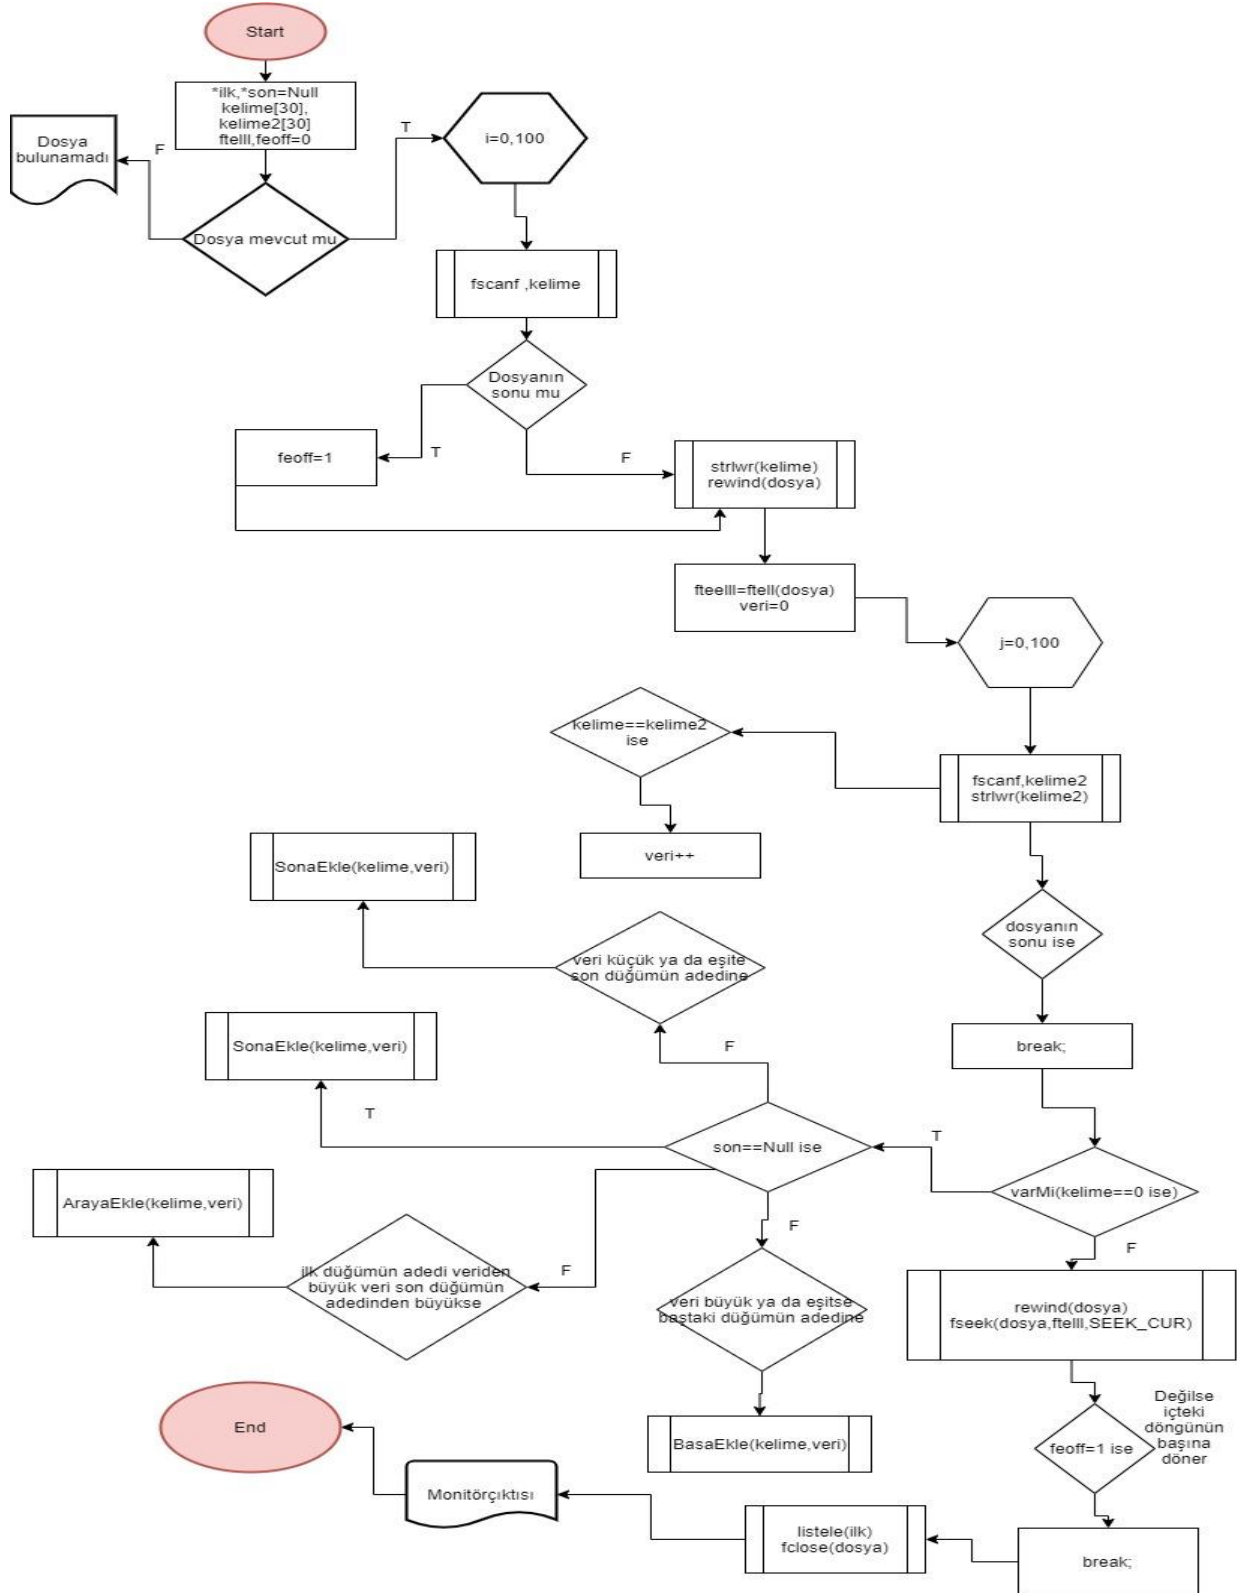 Start
*ilk,*son=Null
kelime[30],
kelime2[30]
ftelll,feoff=0
Dosya
bulunamadı
F
T
i=0,100
Dosya mevcut mu
fscanf ,kelime
Dosyanın
sonu mu
feoff=1
T
F
strlwr(kelime)
rewind(dosya)
fteelll=ftell(dosya)
veri=0
j=0,100
kelime==kelime2
ise
fscanf,kelime2
strlwr(kelime2)
veri++
SonaEkle(kelime,veri)
dosyanın
sonu ise
veri küçük ya da eşite
son düğümün adedine
SonaEkle(kelime,veri)
F
break;
T
son==Null ise
T
varMi(kelime==0 ise)
ArayaEkle(kelime,veri)
F
F
ilk düğümün adedi veriden
büyük veri son düğümün
adedinden büyükse
F
veri büyük ya da eşitse
baştaki düğümün adedine
rewind(dosya)
fseek(dosya,ftelll,SEEK_CUR)
End
BasaEkle(kelime,veri)
feoff=1 ise
Değilse
içteki
döngünün
başına
döner
Monitörçıktısı
listele(ilk)
fclose(dosya)
break;